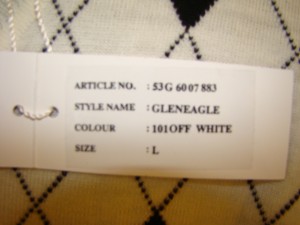 ARTICLE NO. : 53G 6007 883
STYLE NAME : GLENEAGLE
COLOUR : 101OFF WHITE
SIZE : L